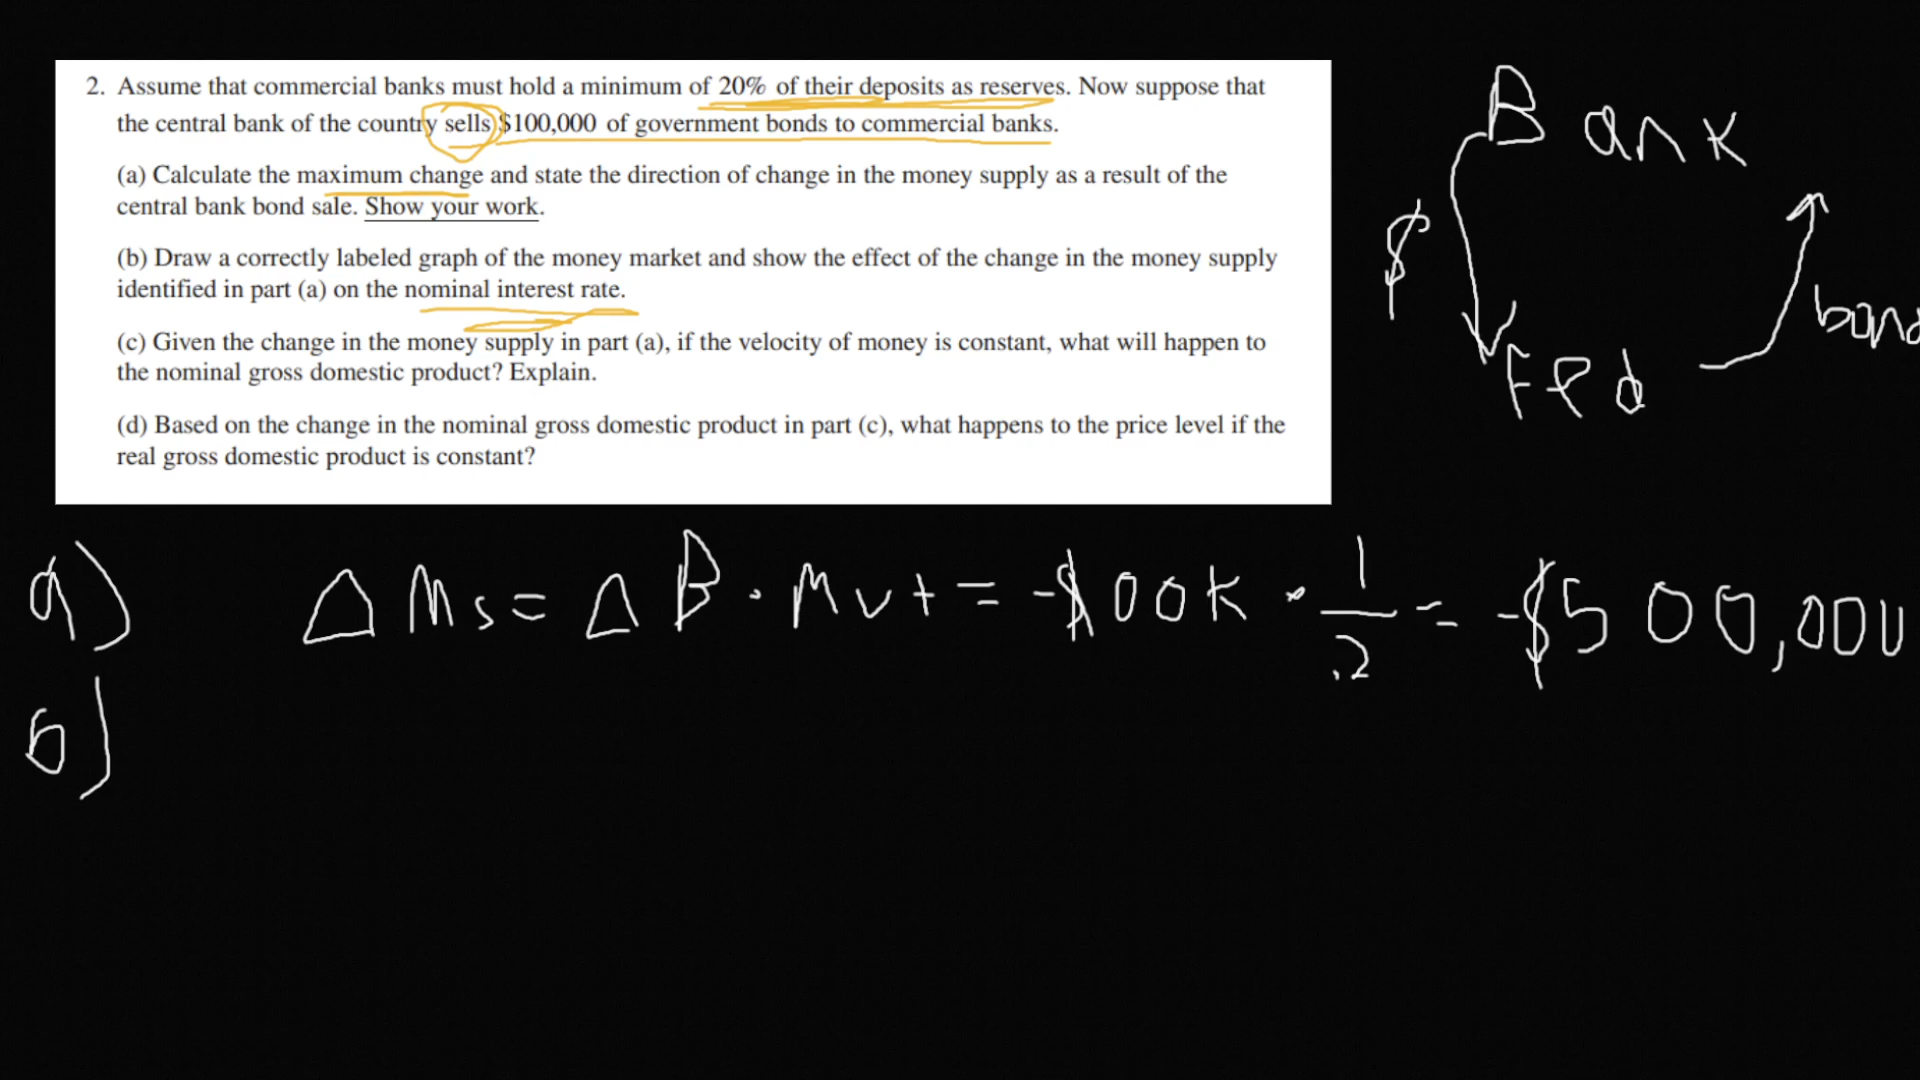 2. Assume that commercial banks must hold a minimum of 20% of their deposits as reserves. Now suppose that
the central bank of the country sells $100,000 of government bonds to commercial banks.
(a) Calculate the maximum change and state the direction of change in the money supply as a result of the
central bank bond sale. Show your work.
(b) Draw a correctly labeled graph of the money market and show the effect of the change in the money supply
identified in part (a) on the nominal interest rate.
(c) Given the change in the money supply in part (a), if the velocity of money is constant, what will happen to
the nominal gross domestic product? Explain.
(d) Based on the change in the nominal gross domestic product in part (c), what happens to the price level if the
real gross domestic product is constant?
Bank
$
bond
Fed
a) Δ Ms = Δ B · Mut = -$100K · 1/.2 = -$500,000
b)